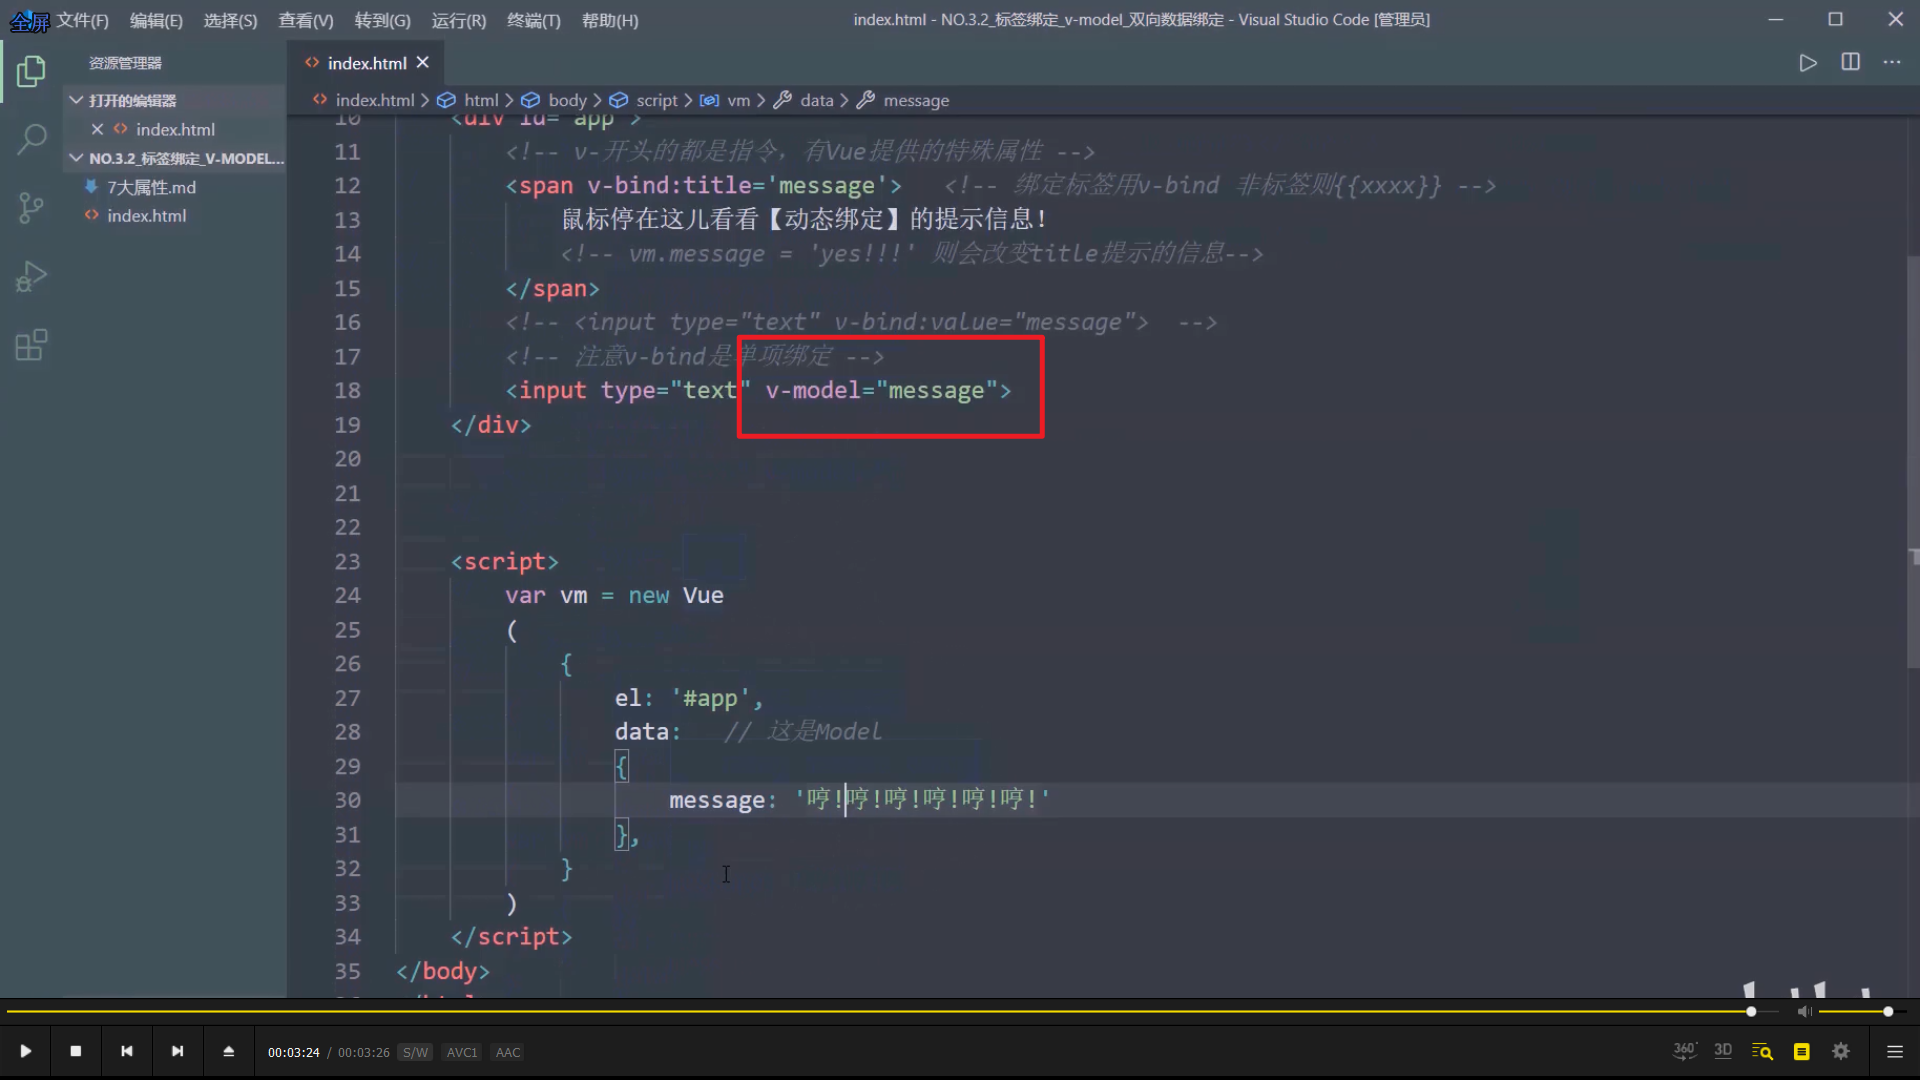 全屏 文件(F) 编辑(E) 选择(S) 查看(V) 转到(G) 运行(R) 终端(T) 帮助(H) index.html - NO.3.2_标签绑定_v-model_双向数据绑定 - Visual Studio Code [管理员]
资源管理器
打开的编辑器
index.html
NO.3.2_标签绑定_V-MODEL...
7大属性.md
index.html
index.html
index.html > html > body > script > vm > data > message
10 <div id="app">
11 <!-- v-开头的都是指令，有Vue提供的特殊属性 -->
12 <span v-bind:title='message'> <!-- 绑定标签用v-bind 非标签则{{xxxx}} -->
13 鼠标停在这儿看看【动态绑定】的提示信息!
14 <!-- vm.message = 'yes!!!' 则会改变title提示的信息-->
15 </span>
16 <!-- <input type="text" v-bind:value="message"> -->
17 <!-- 注意v-bind是单项绑定 -->
18 <input type="text" v-model="message">
19 </div>
20
21
22
23 <script>
24 var vm = new Vue
25 (
26 {
27 el: '#app',
28 data: // 这是Model
29 {
30 message: '哼!哼!哼!哼!哼!哼!'
31 },
32 }
33 )
34 </script>
35 </body>
00:03:24 / 00:03:26 S/W AVC1 AAC
360° 3D